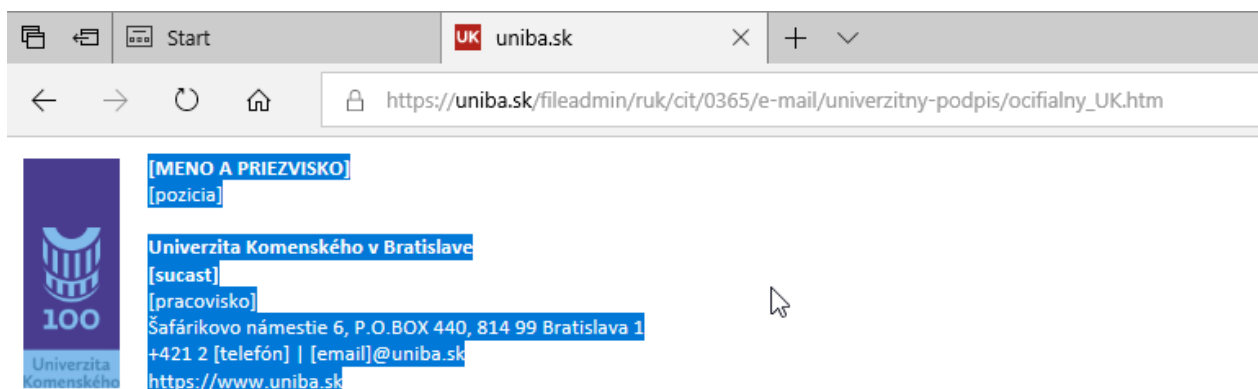 Start
UK uniba.sk
https://uniba.sk/fileadmin/ruk/cit/0365/e-mail/univerzitny-podpis/ocifialny_UK.htm
[MENO A PRIEZVISKO]
[pozicia]
Univerzita Komenského v Bratislave
[sucast]
[pracovisko]
Šafárikovo námestie 6, P.O.BOX 440, 814 99 Bratislava 1
+421 2 [telefón] | [email]@uniba.sk
https://www.uniba.sk
100
Univerzita
Komenského